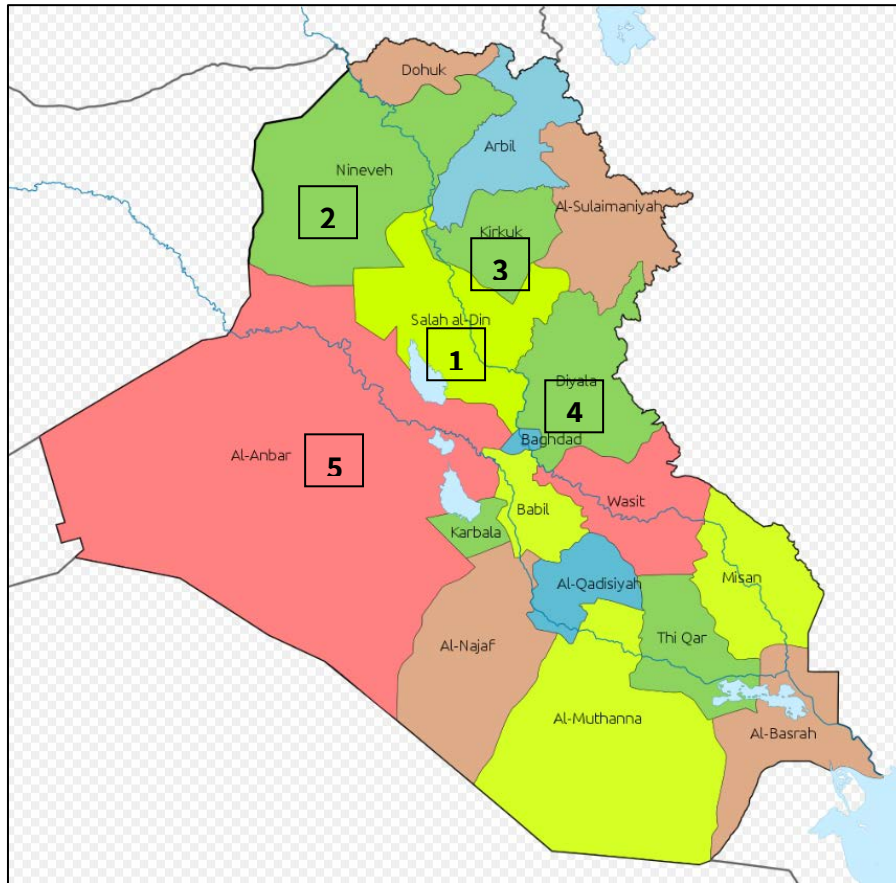 Dohuk
Arbil
Nineveh
2
Al-Sulaimaniyah
Kirkuk
3
Salah al-Din
1
Diyala
4
Baghdad
Al-Anbar
5
Wasit
Babil
Karbala
Al-Qadisiyah
Misan
Al-Najaf
Thi Qar
Al-Muthanna
Al-Basrah